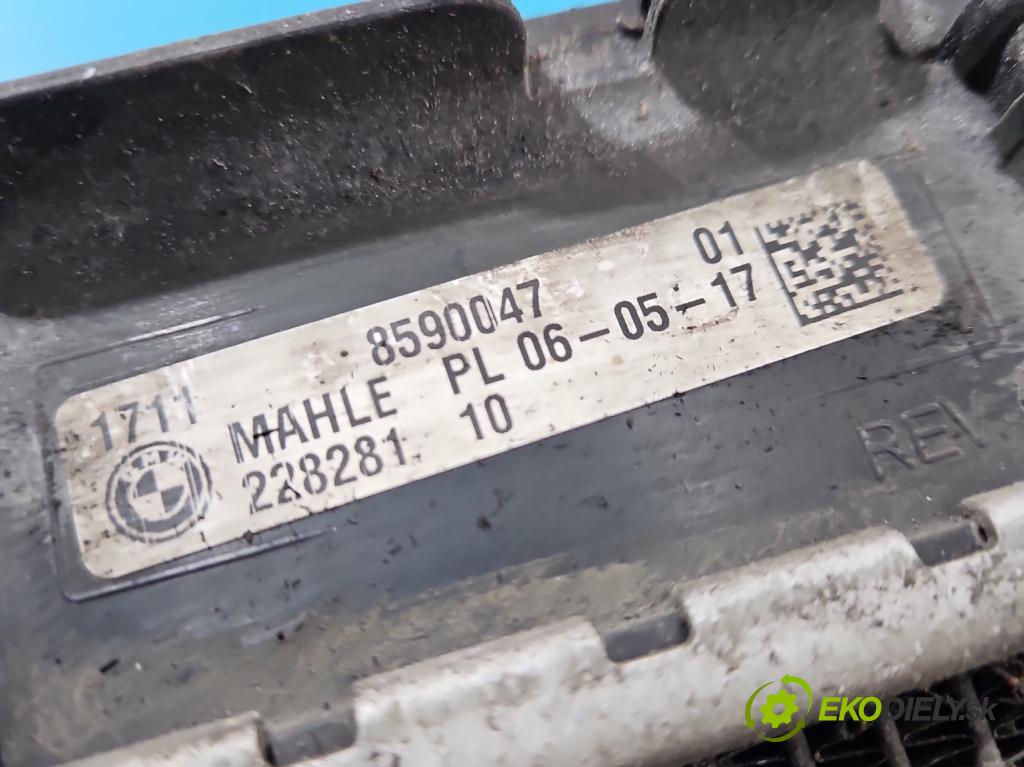 1711 8590047 01
MAHLE PL 06-05-17
228281 10
REV
EKODIELY.sk